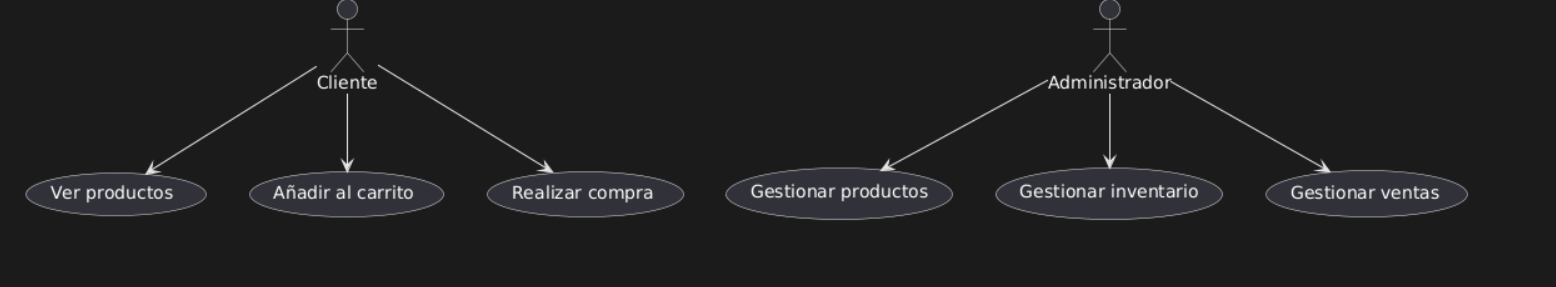 Cliente
Administrador
Ver productos
Añadir al carrito
Realizar compra
Gestionar productos
Gestionar inventario
Gestionar ventas